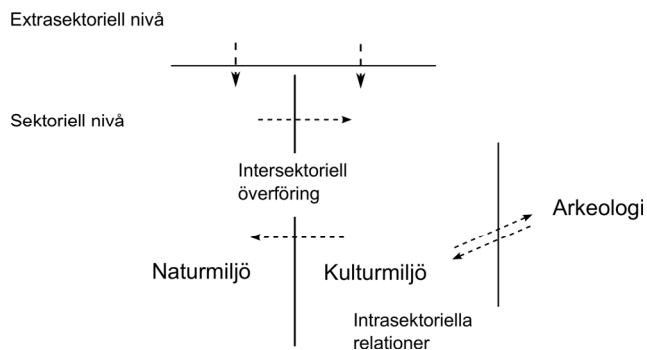 Extrasektoriell nivå
Sektoriell nivå
Intersektoriell
överföring
Arkeologi
Naturmiljö
Kulturmiljö
Intrasektoriella
relationer